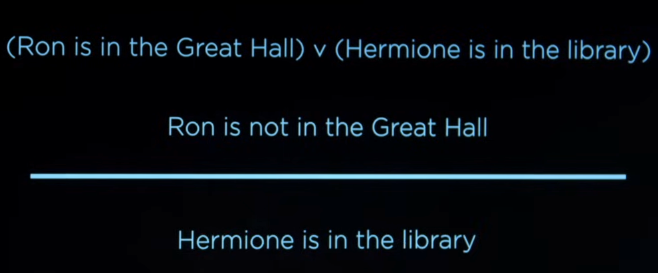 (Ron is in the Great Hall) v (Hermione is in the library)
Ron is not in the Great Hall
Hermione is in the library